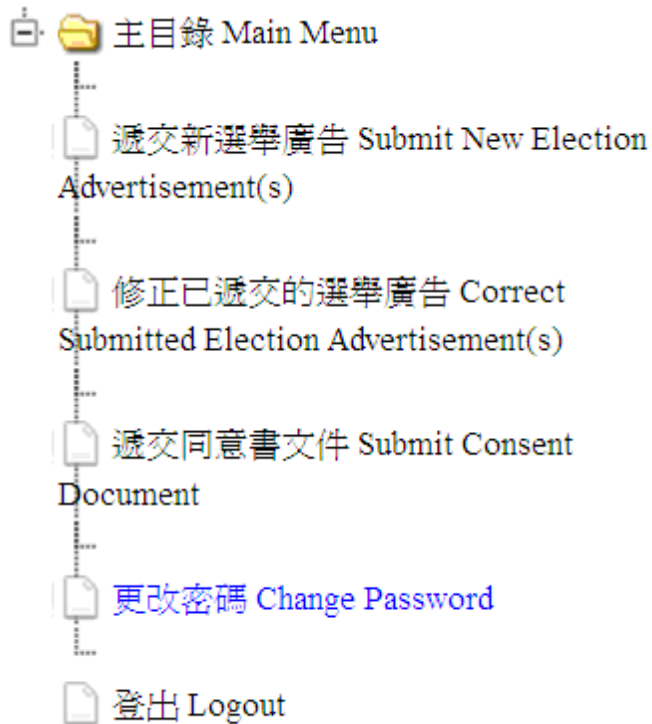 主目錄 Main Menu
遞交新選舉廣告 Submit New Election
Advertisement(s)
修正已遞交的選舉廣告 Correct
Submitted Election Advertisement(s)
遞交同意書文件 Submit Consent
Document
更改密碼 Change Password
登出 Logout